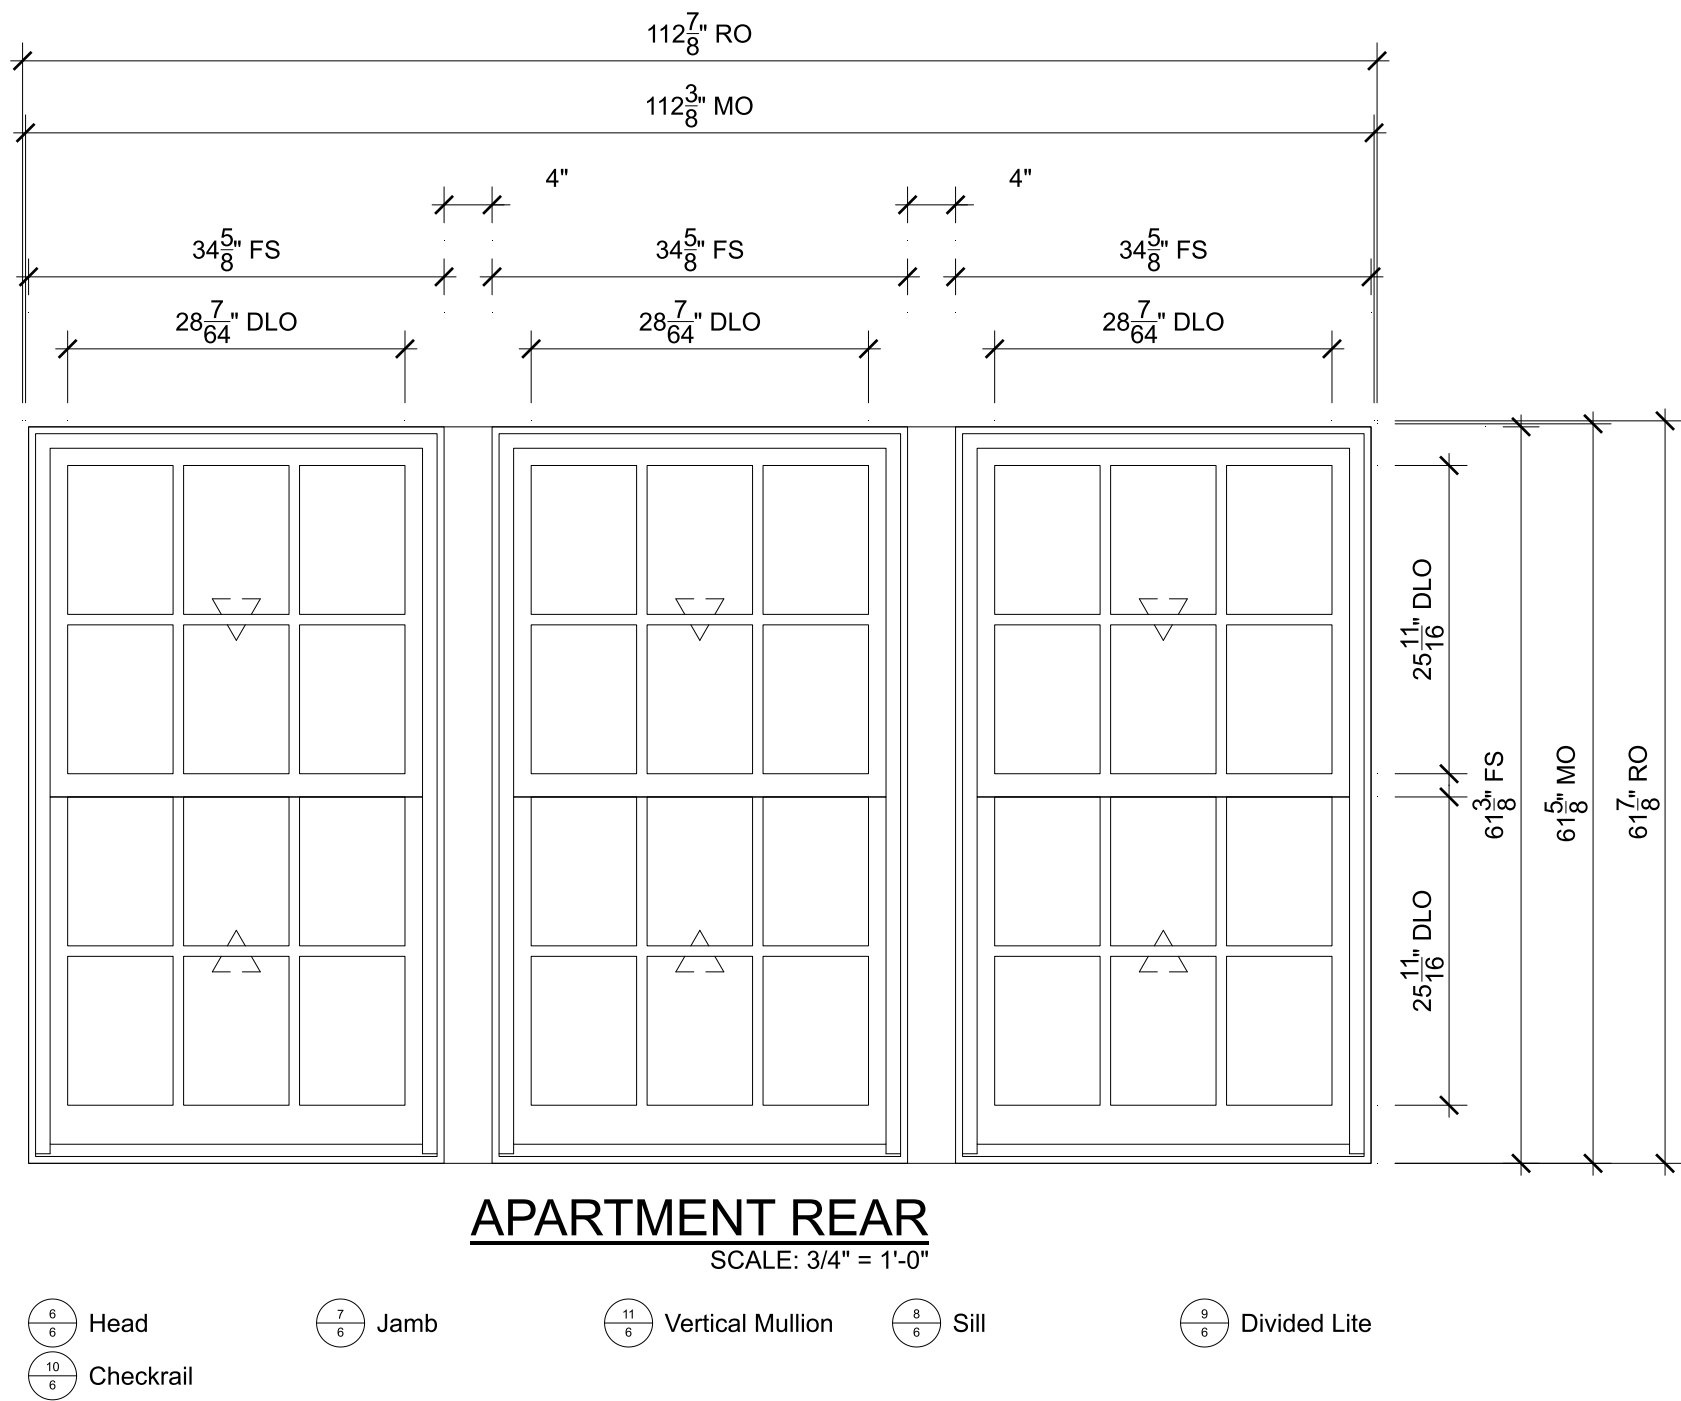 112 7/8" RO
112 3/8" MO
4" 4"
34 5/8" FS 34 5/8" FS 34 5/8" FS
28 7/64" DLO 28 7/64" DLO 28 7/64" DLO
25 11/16" DLO
25 11/16" DLO
61 3/8" FS
61 5/8" MO
61 7/8" RO
APARTMENT REAR
SCALE: 3/4" = 1'-0"
6 6 Head
7 6 Jamb
11 6 Vertical Mullion
8 6 Sill
9 6 Divided Lite
10 6 Checkrail